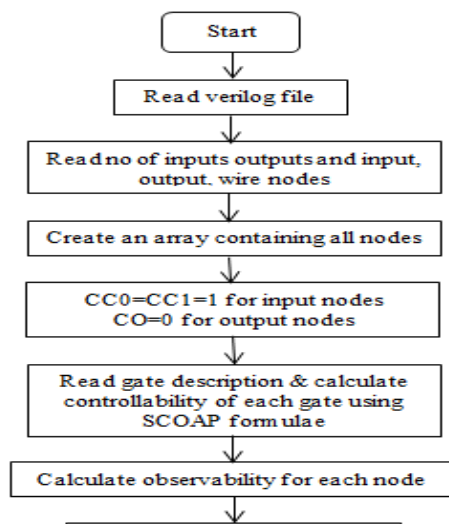 Start
Read verilog file
Read no of inputs outputs and input,
output, wire nodes
Create an array containing all nodes
CC0=CC1=1 for input nodes
CO=0 for output nodes
Read gate description & calculate
controllability of each gate using
SCOAP formulae
Calculate observability for each node